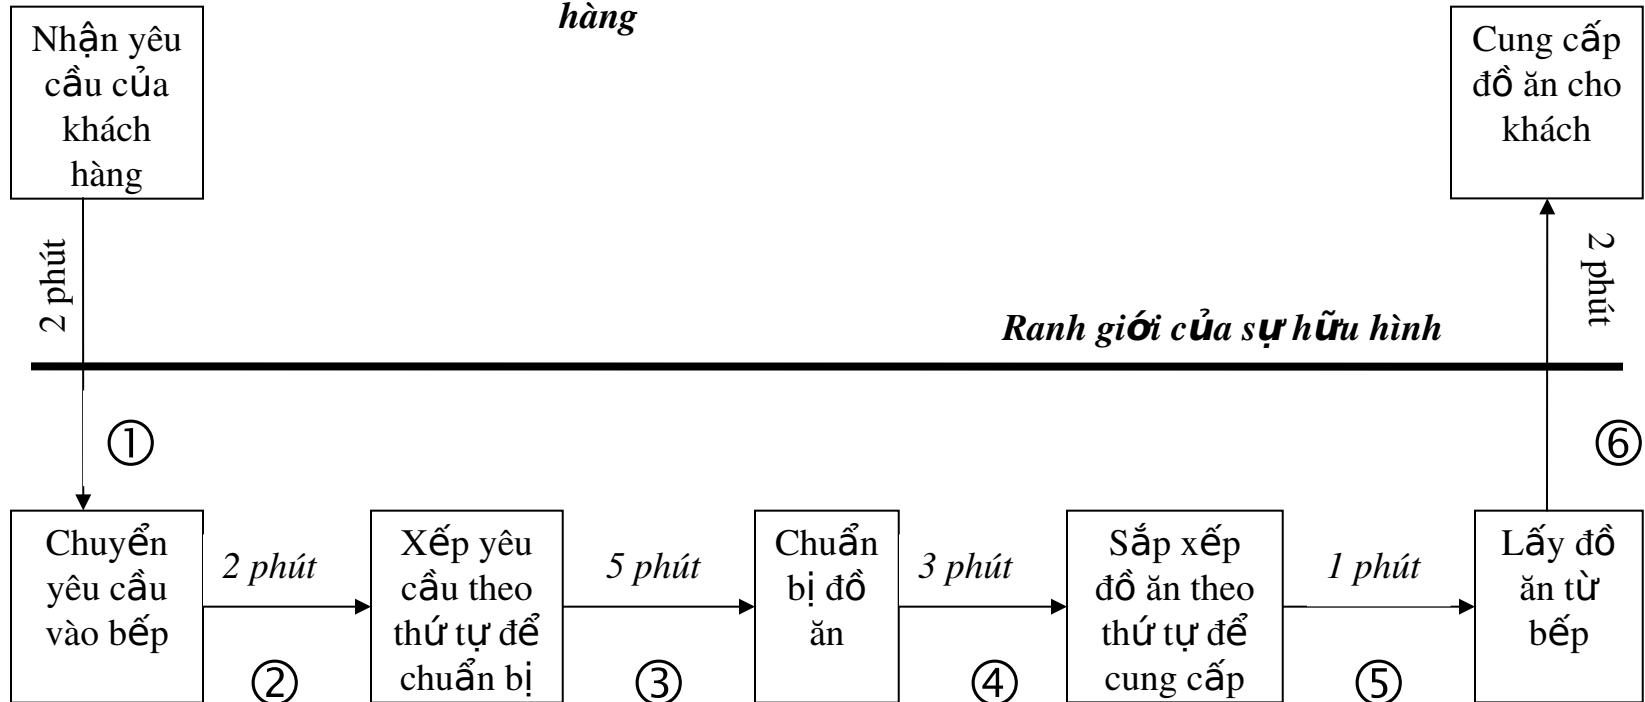 hàng
Nhận yêu
cầu của
khách
hàng
Cung cấp
đồ ăn cho
khách
2 phút
2 phút
Ranh giới của sự hữu hình
①
⑥
Chuyển
yêu cầu
vào bếp
2 phút
②
Xếp yêu
cầu theo
thứ tự để
chuẩn bị
5 phút
③
Chuẩn
bị đồ
ăn
3 phút
④
Sắp xếp
đồ ăn theo
thứ tự để
cung cấp
1 phút
⑤
Lấy đồ
ăn từ
bếp